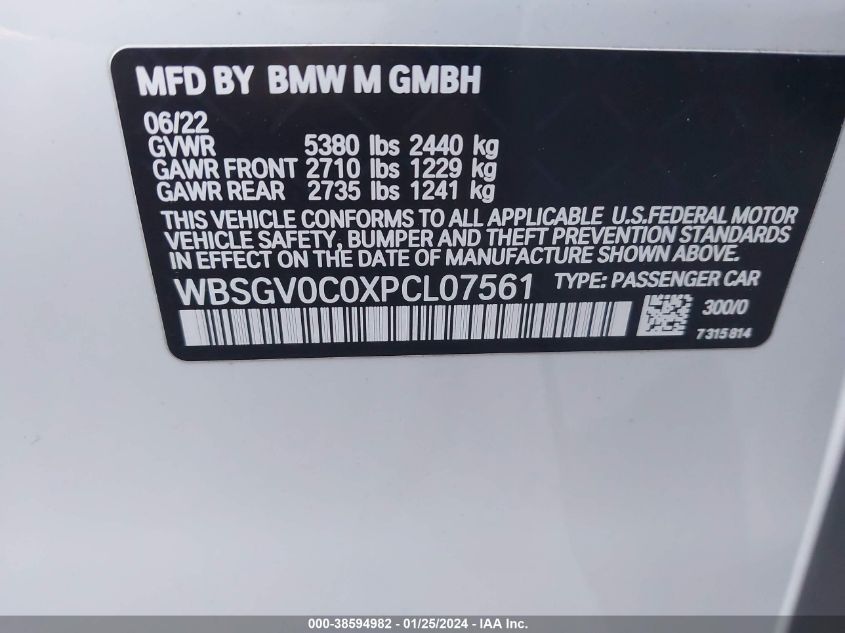 MFD BY BMW M GMBH
06/22
GVWR 5380 lbs 2440 kg
GAWR FRONT 2710 lbs 1229 kg
GAWR REAR 2735 lbs 1241 kg
THIS VEHICLE CONFORMS TO ALL APPLICABLE U.S.FEDERAL MOTOR
VEHICLE SAFETY, BUMPER AND THEFT PREVENTION STANDARDS
IN EFFECT ON THE DATE OF MANUFACTURE SHOWN ABOVE.
WBSGV0C0XPCL07561 TYPE: PASSENGER CAR
300/0
7315814
000-38594982 - 01/25/2024 - IAAI.COM